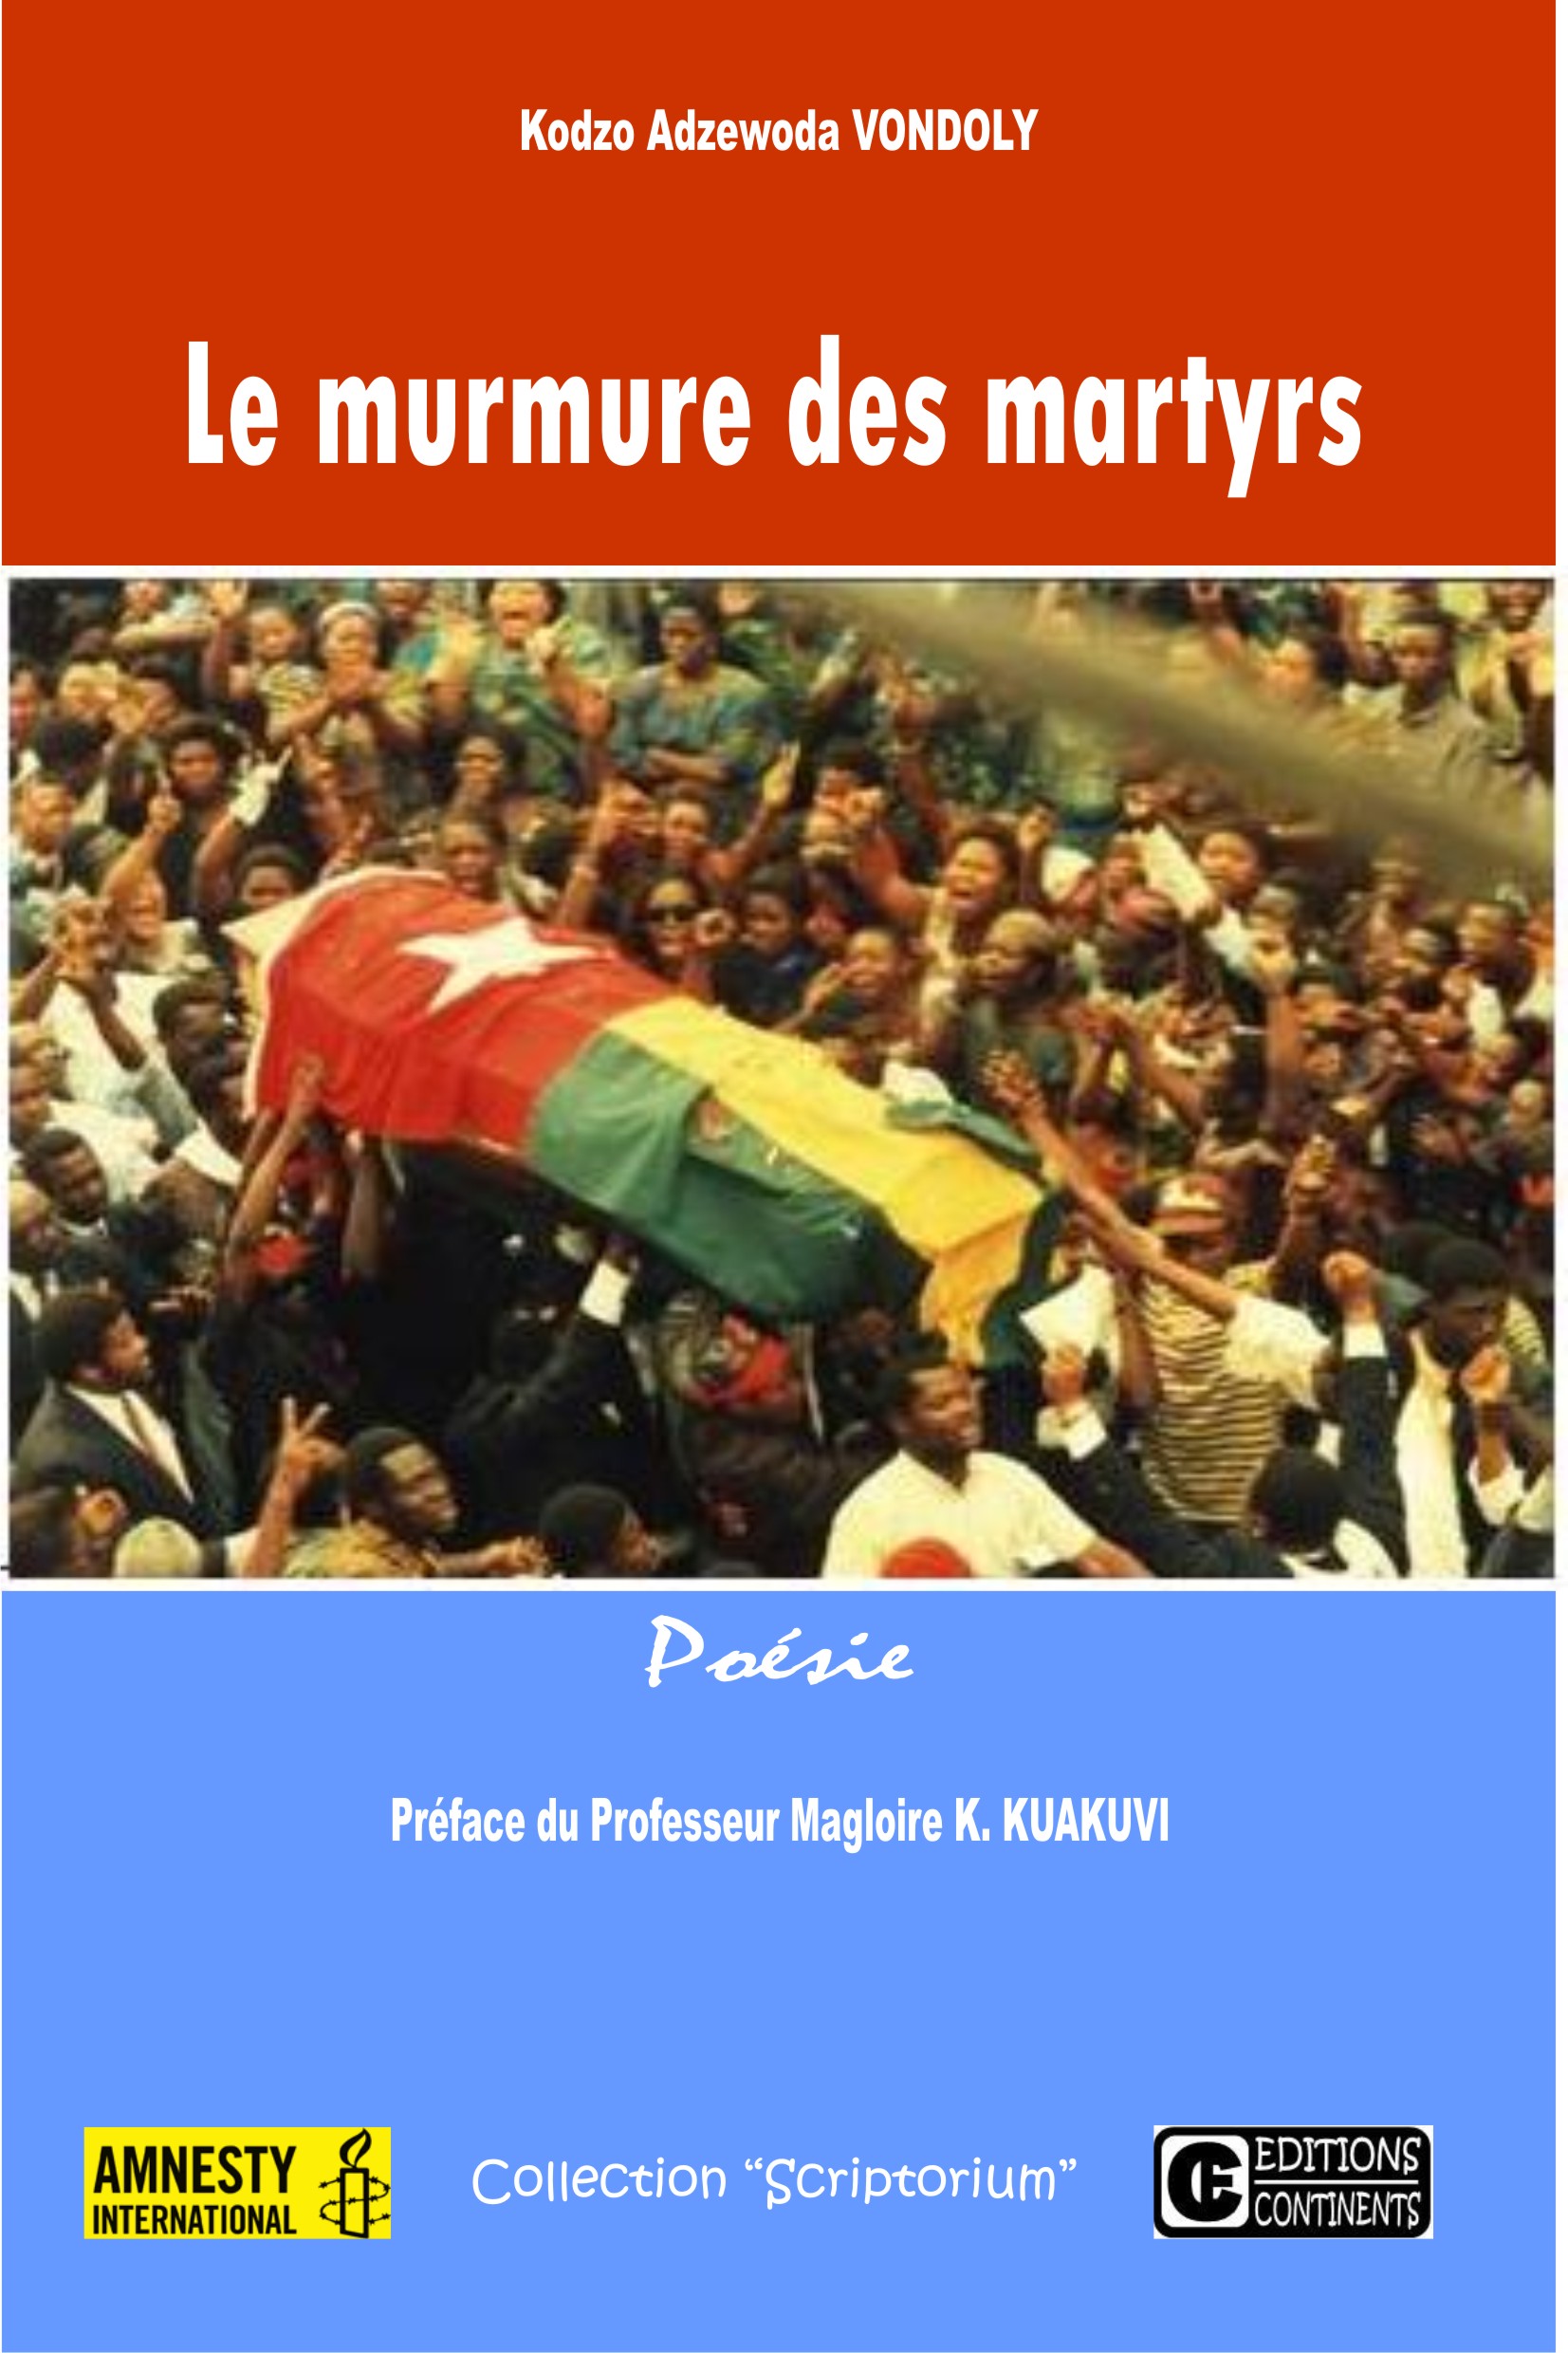 Kodzo Adzewoda VONDOLY
Le murmure des martyrs
Poésie
Préface du Professeur Magloire K. KUAKUVI
AMNESTY
INTERNATIONAL
Collection “Scriptorium”
CE
EDITIONS
CONTINENTS